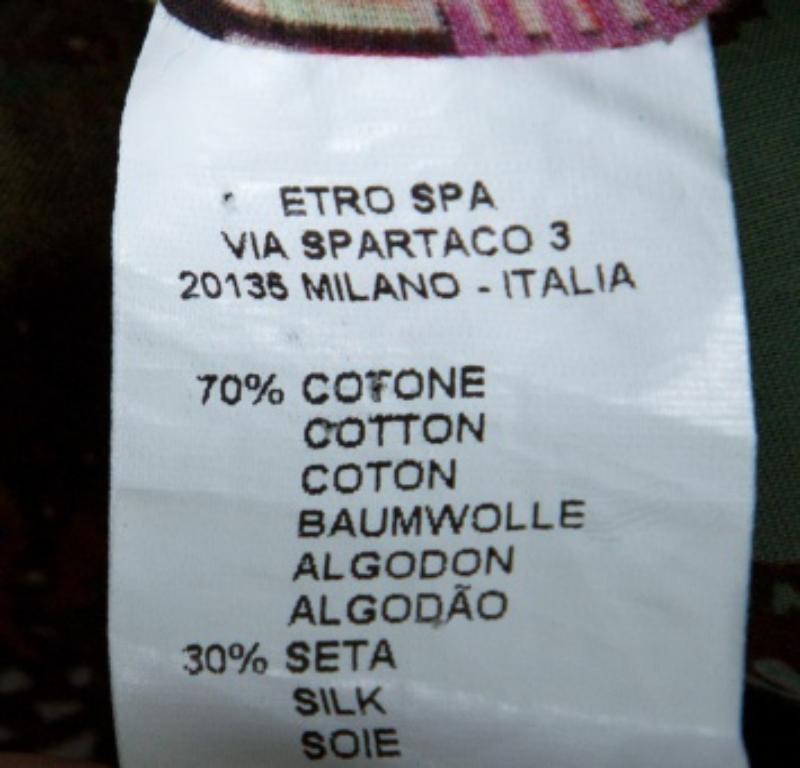 ETRO SPA
VIA SPARTACO 3
20135 MILANO - ITALIA
70% COTONE
COTTON
COTON
BAUMWOLLE
ALGODON
ALGODÃO
30% SETA
SILK
SOIE